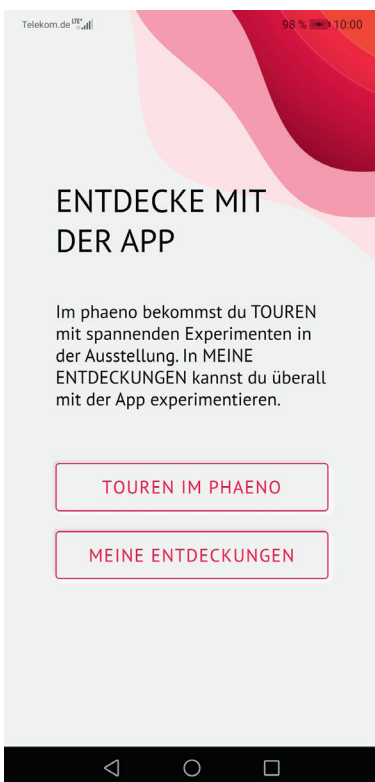 Telekom.de LTE+ 98 % 10:00
ENTDECKE MIT
DER APP
Im phaeno bekommst du TOUREN
mit spannenden Experimenten in
der Ausstellung. In MEINE
ENTDECKUNGEN kannst du überall
mit der App experimentieren.
TOUREN IM PHAENO
MEINE ENTDECKUNGEN